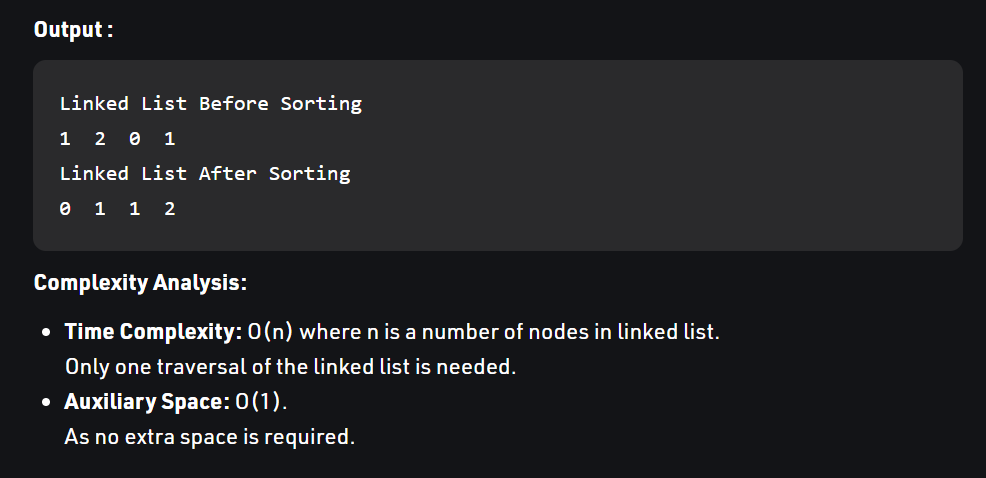 Output :
Linked List Before Sorting
1  2  0  1
Linked List After Sorting
0  1  1  2
Complexity Analysis:
• Time Complexity: O(n) where n is a number of nodes in linked list.
Only one traversal of the linked list is needed.
• Auxiliary Space: O(1).
As no extra space is required.